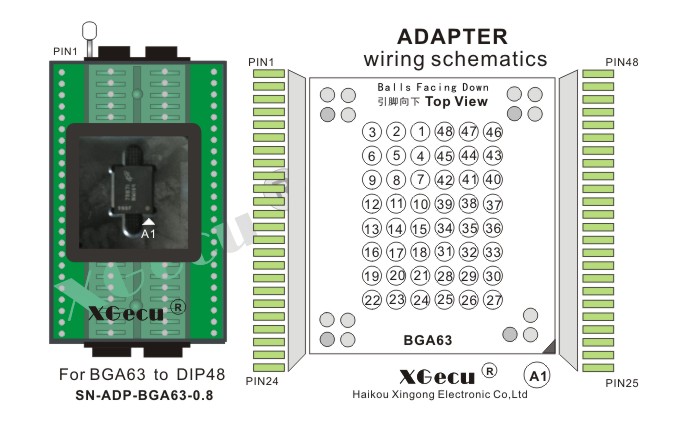 PIN1
A1
XGecu R
For BGA63 to DIP48
SN-ADP-BGA63-0.8
XGecu R
ADAPTER
wiring schematics
PIN1
PIN48
Balls Facing Down
引脚向下 Top View
3 2 1 48 47 46
6 5 4 45 44 43
9 8 7 42 41 40
12 11 10 39 38 37
13 14 15 34 35 36
16 17 18 31 32 33
19 20 21 28 29 30
22 23 24 25 26 27
BGA63
PIN24
PIN25
XGecu R A1
Haikou Xingong Electronic Co,Ltd